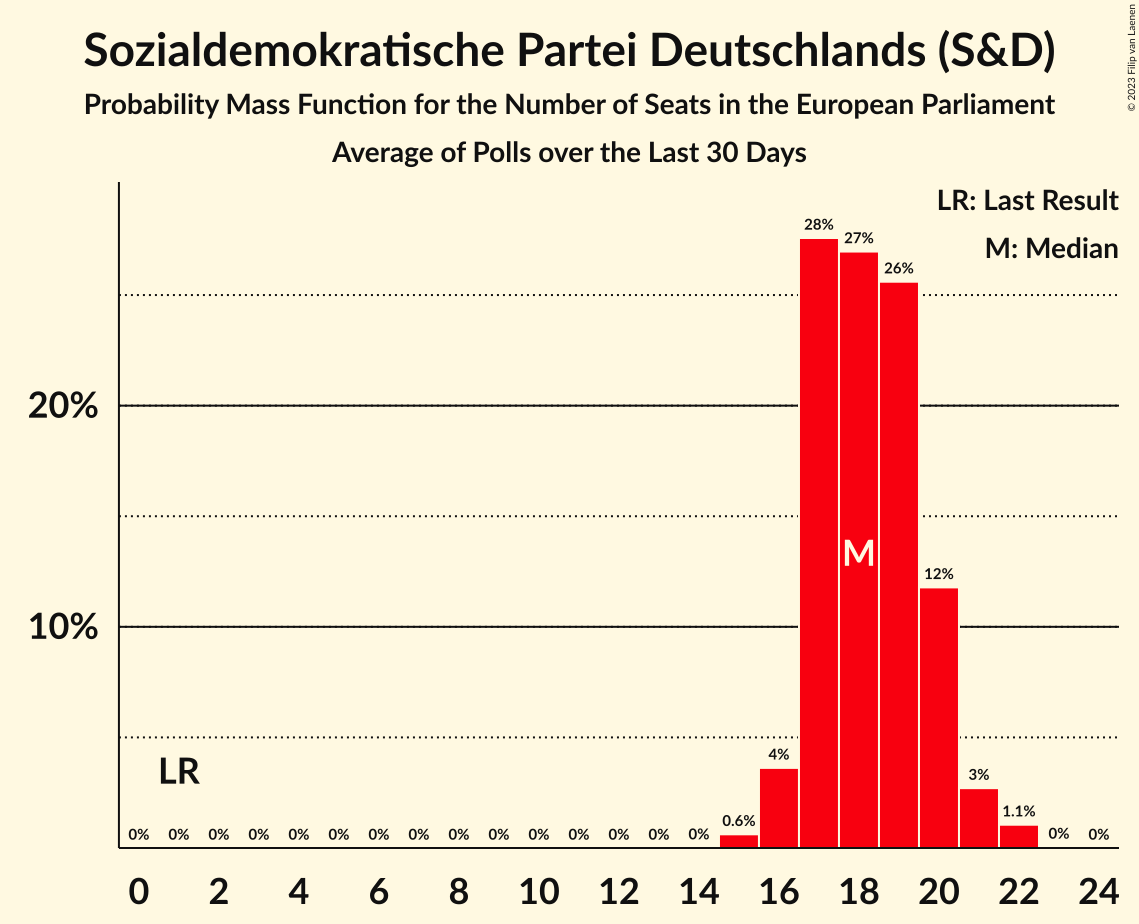 Sozialdemokratische Partei Deutschlands (S&D)
Probability Mass Function for the Number of Seats in the European Parliament
Average of Polls over the Last 30 Days
© 2023 Filip van Laenen
LR: Last Result
M: Median
28%
27%
26%
20%
M
12%
10%
LR
4%
3%
0% 0% 0% 0% 0% 0% 0% 0% 0% 0% 0% 0% 0% 0% 0% 0.6% 1.1% 0% 0%
0 2 4 6 8 10 12 14 16 18 20 22 24